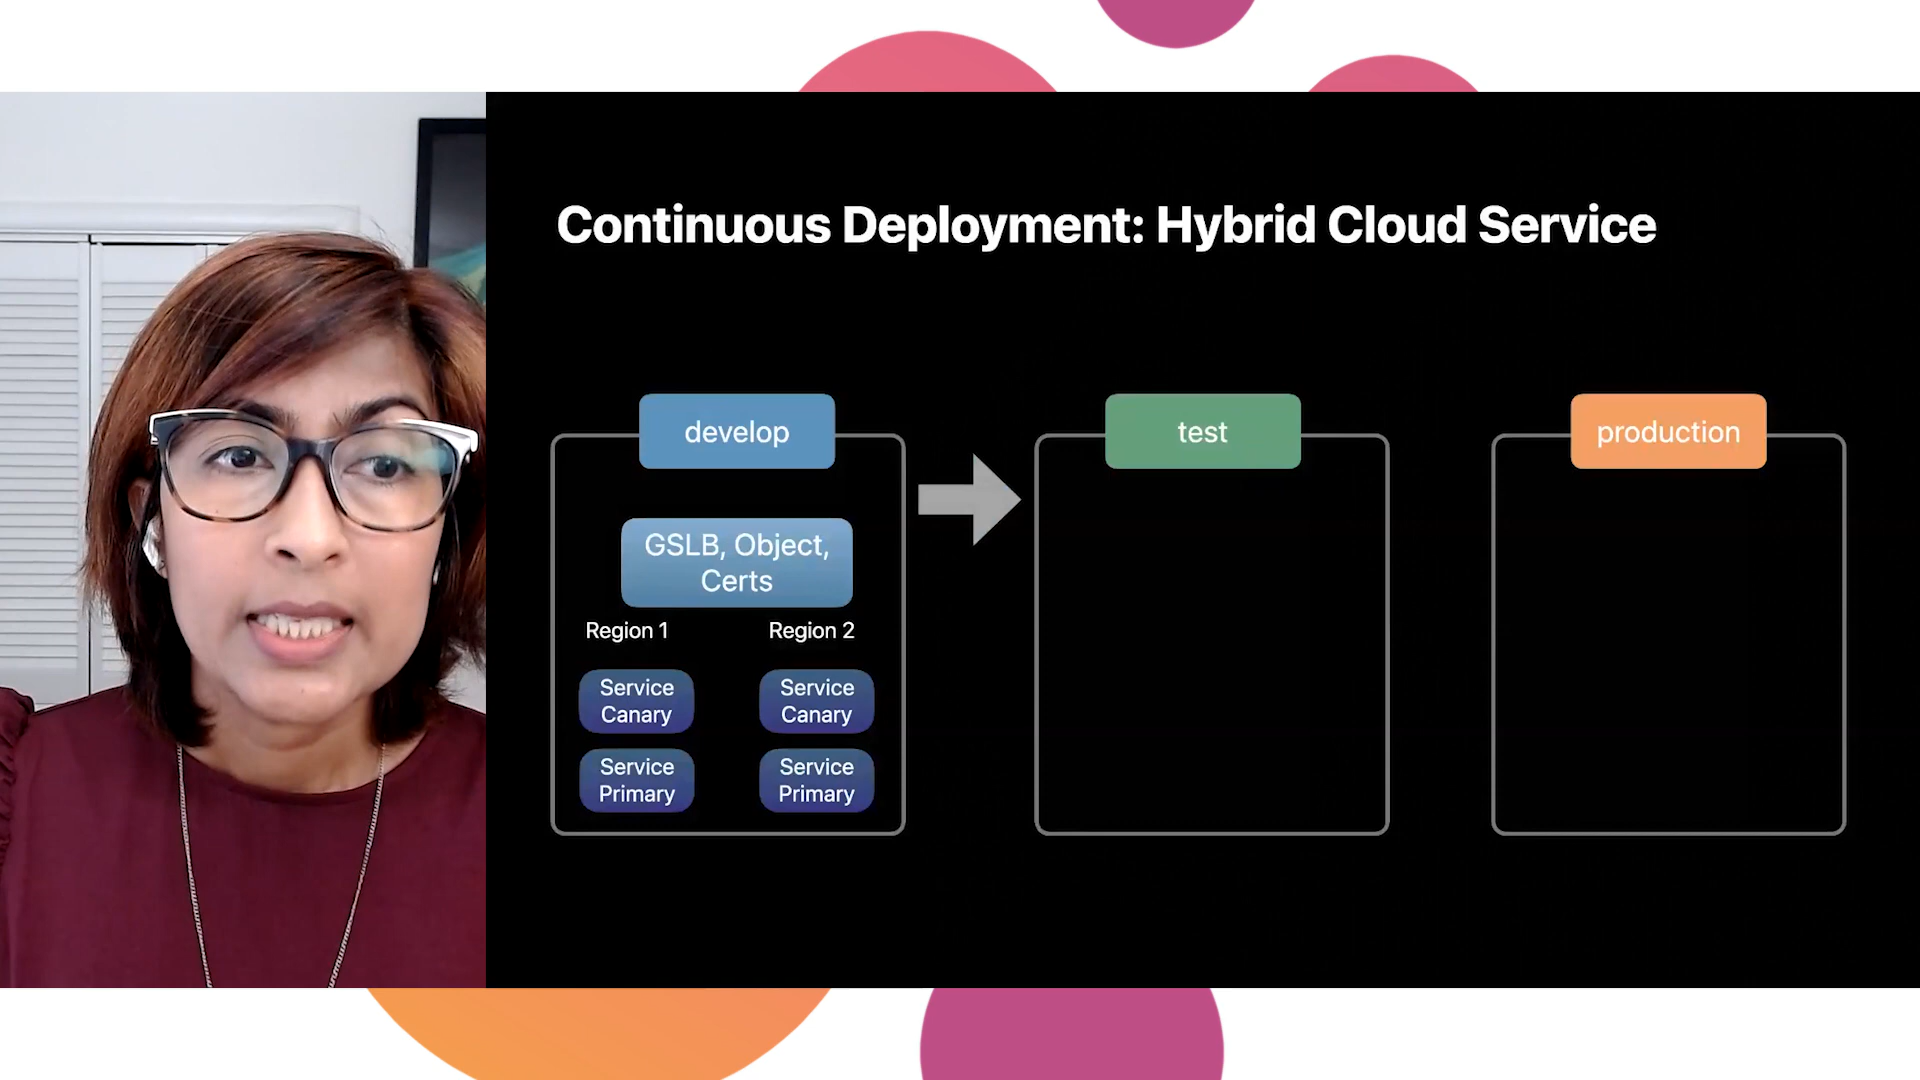 Continuous Deployment: Hybrid Cloud Service
develop
test
production
GSLB, Object,
Certs
Region 1
Region 2
Service
Canary
Service
Canary
Service
Primary
Service
Primary